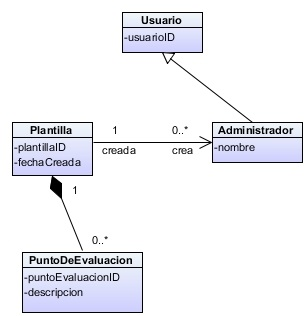 Usuario
-usuarioID
Plantilla
-plantillaID
-fechaCreada
1
0..*
creada
crea
Administrador
-nombre
1
0..*
PuntoDeEvaluacion
-puntoEvaluacionID
-descripcion